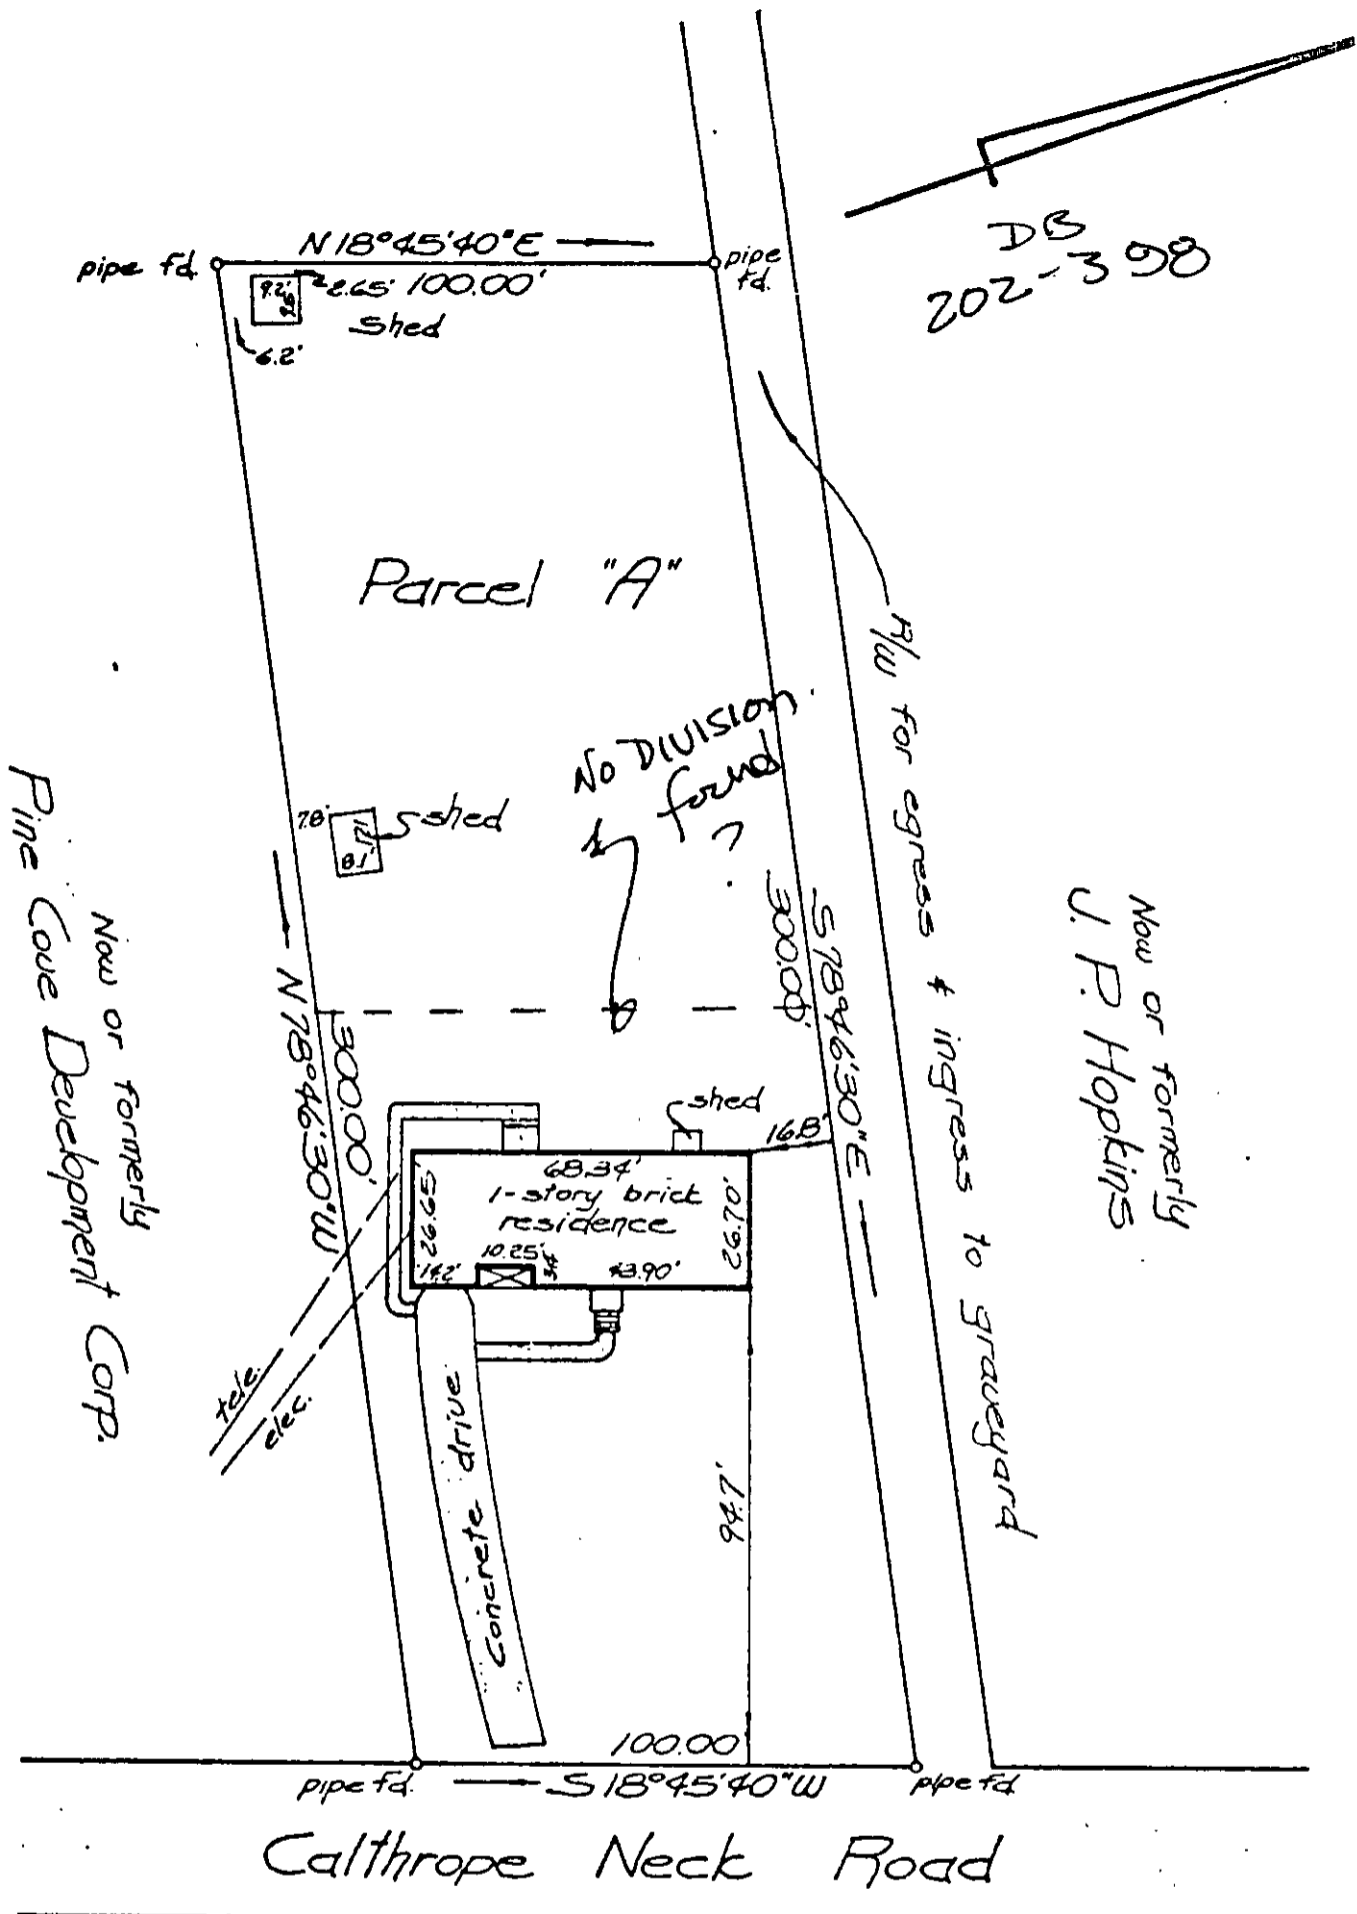 DB
202-398
N 18°45'40" E
100.00'
pipe fd.
pipe
fd.
9.2'
2.65'
Shed
6.2'
Parcel "A"
R/W for egress & ingress to graveyard
No DIVISION
found
?
7.8'
shed
8.1'
S 78°46'30" E
300.00'
N 78°46'30" W
300.00'
Now or formerly
Pine Cove Development Corp.
Now or formerly
J. P. Hopkins
shed
16.8'
68.34'
1-story brick
residence
26.65'
26.70'
10.25'
14.2'
43.90'
tele.
elec.
Concrete drive
94.7'
100.00
pipe fd.
S 18°45'40" W
pipe fd
Calthrope Neck Road